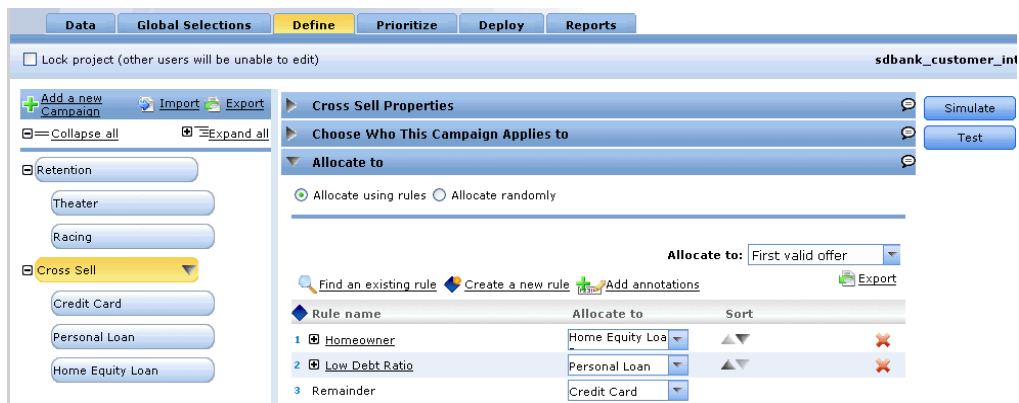 Data Global Selections Define Prioritize Deploy Reports
Lock project (other users will be unable to edit) sdbank_customer_int
Add a new Campaign Import Export
Collapse all Expand all
Retention
Theater
Racing
Cross Sell
Credit Card
Personal Loan
Home Equity Loan
Cross Sell Properties
Choose Who This Campaign Applies to
Allocate to
Simulate
Test
Allocate using rules Allocate randomly
Allocate to: First valid offer
Find an existing rule Create a new rule Add annotations Export
Rule name Allocate to Sort
1 Homeowner Home Equity Loa
2 Low Debt Ratio Personal Loan
3 Remainder Credit Card